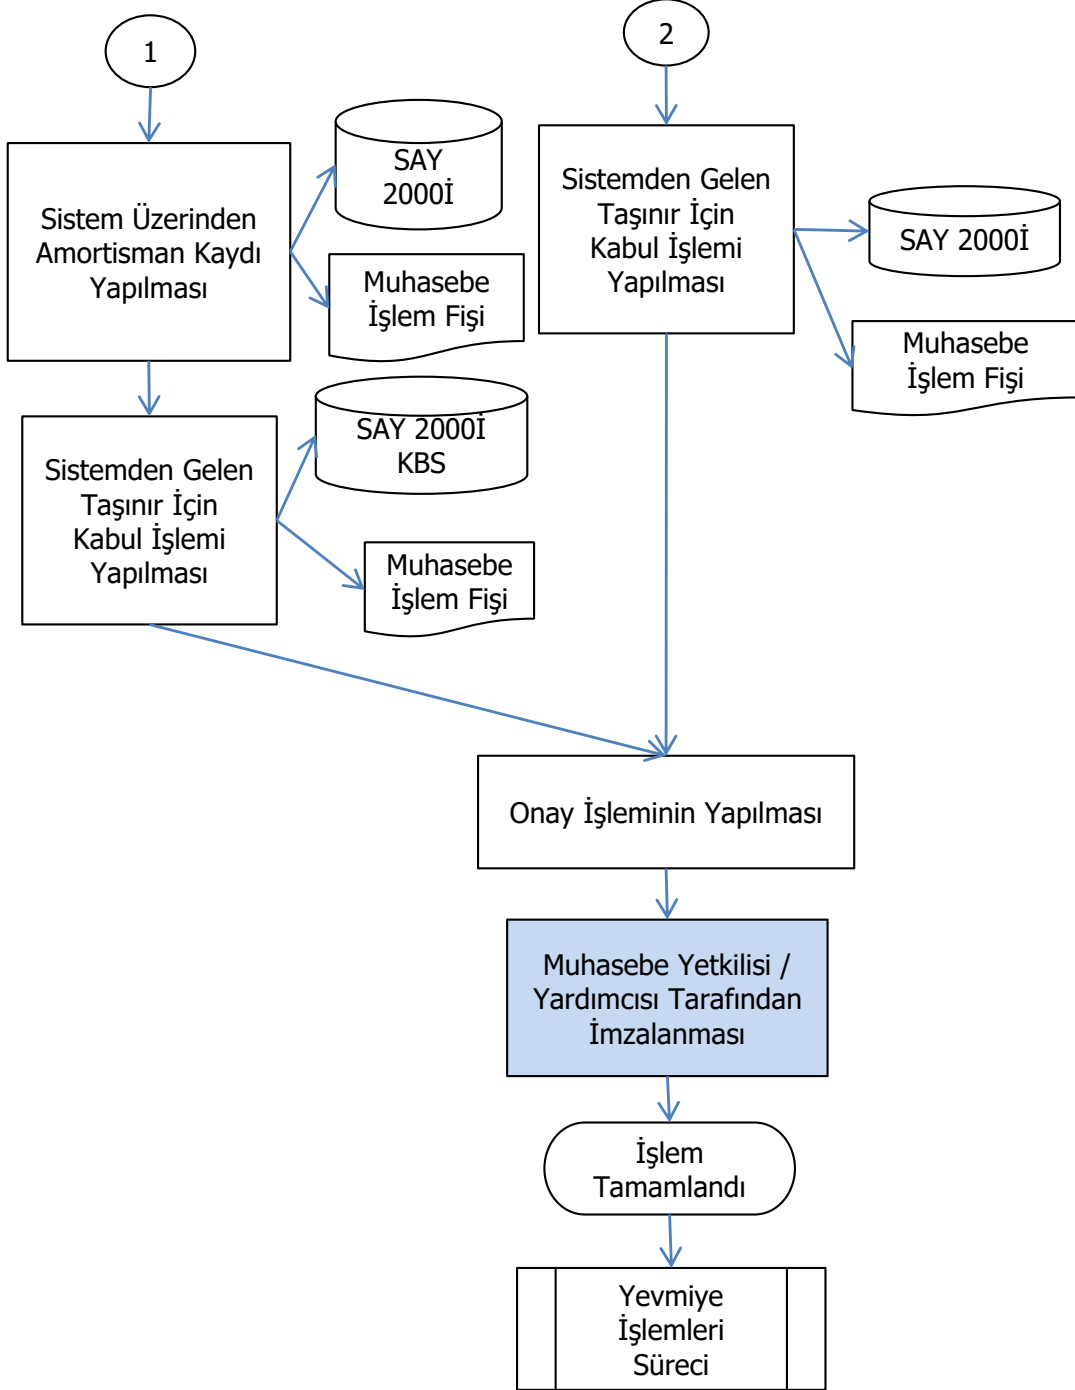 1
Sistem Üzerinden
Amortisman Kaydı
Yapılması
SAY
2000İ
Muhasebe
İşlem Fişi
Sistemden Gelen
Taşınır İçin
Kabul İşlemi
Yapılması
SAY 2000İ
KBS
Muhasebe
İşlem Fişi
2
Sistemden Gelen
Taşınır İçin
Kabul İşlemi
Yapılması
SAY 2000İ
Muhasebe
İşlem Fişi
Onay İşleminin Yapılması
Muhasebe Yetkilisi /
Yardımcısı Tarafından
İmzalanması
İşlem
Tamamlandı
Yevmiye
İşlemleri
Süreci